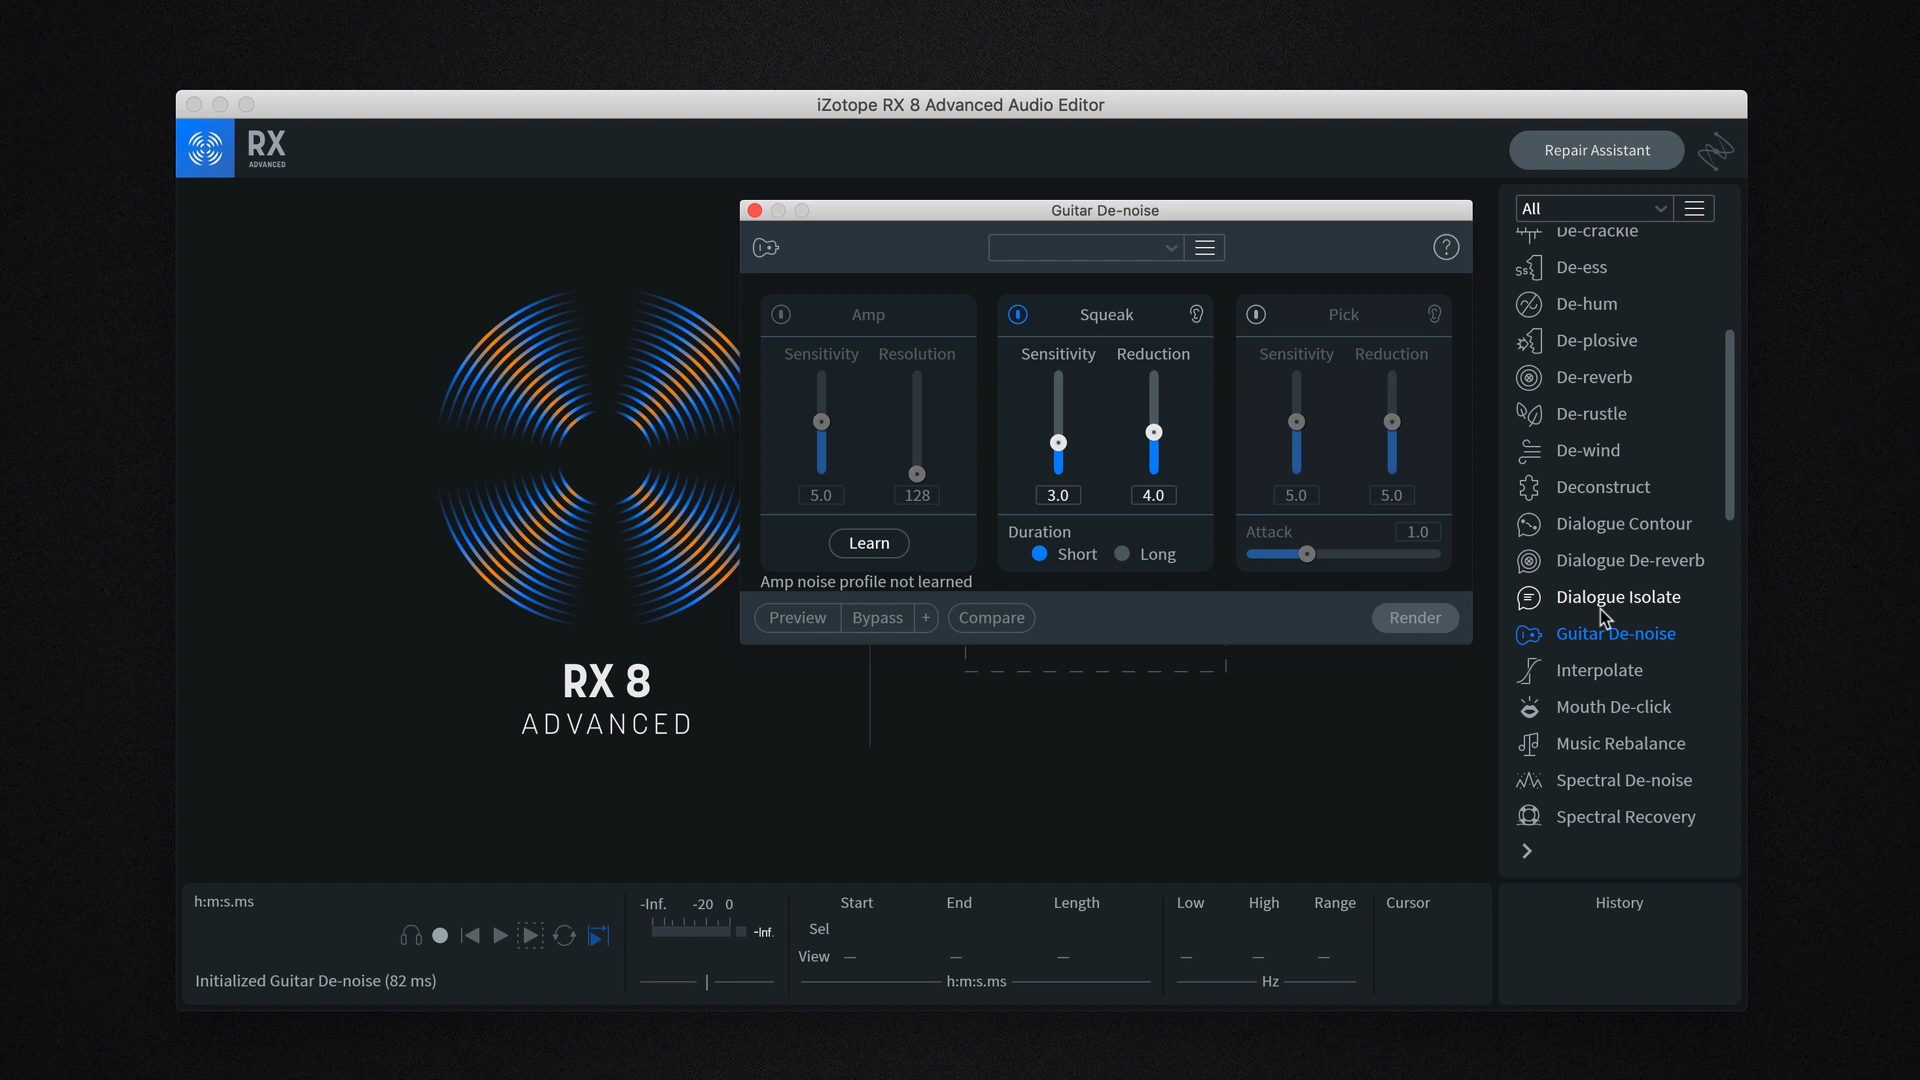 iZotope RX 8 Advanced Audio Editor
RX
ADVANCED
Repair Assistant
Guitar De-noise
?
Amp
Sensitivity Resolution
5.0 128
Learn
Amp noise profile not learned
Squeak
Sensitivity Reduction
3.0 4.0
Duration
Short Long
Pick
Sensitivity Reduction
5.0 5.0
Attack 1.0
Preview Bypass + Compare Render
All
De-crackle
De-ess
De-hum
De-plosive
De-reverb
De-rustle
De-wind
Deconstruct
Dialogue Contour
Dialogue De-reverb
Dialogue Isolate
Guitar De-noise
Interpolate
Mouth De-click
Music Rebalance
Spectral De-noise
Spectral Recovery
RX 8
ADVANCED
h:m:s.ms
Initialized Guitar De-noise (82 ms)
-Inf. -20 0
-Inf.
Start End Length
Sel
View
h:m:s.ms
Low High Range
Hz
Cursor
History